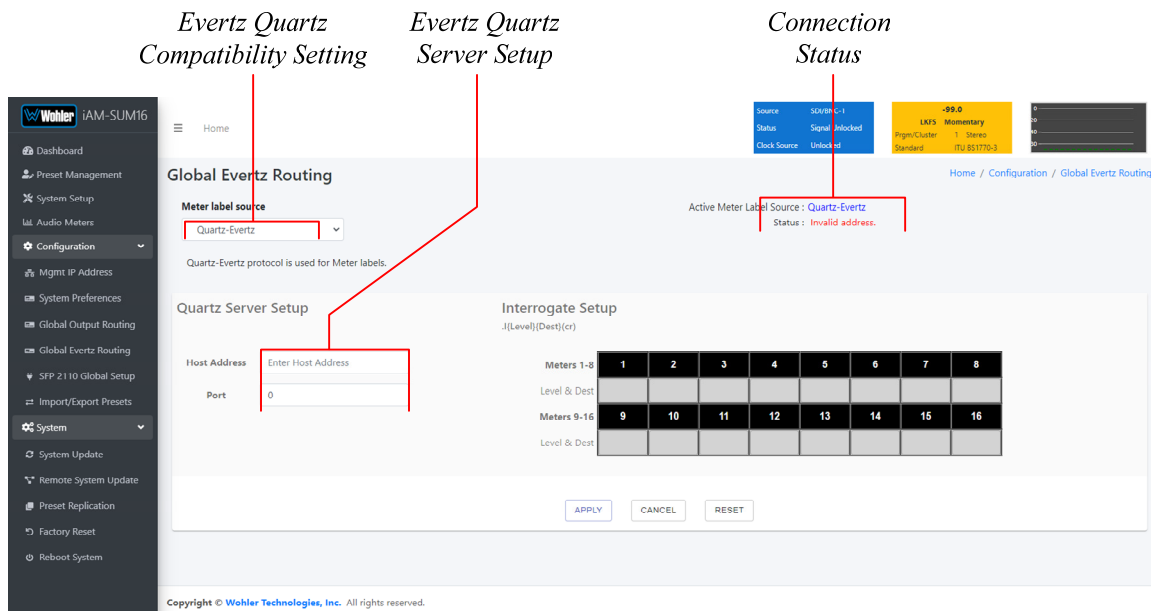 Evertz Quartz
Compatibility Setting
Evertz Quartz
Server Setup
Connection
Status
Wohler iAM-SUM16
Dashboard
Preset Management
System Setup
Audio Meters
Configuration
Mgmt IP Address
System Preferences
Global Output Routing
Global Evertz Routing
SFP 2110 Global Setup
Import/Export Presets
System
System Update
Remote System Update
Preset Replication
Factory Reset
Reboot System
Home
Source SDI/BNC-1
Status Signal Unlocked
Clock Source Unlocked
-99.0
LKFS Momentary
Prgm/Cluster 1 Stereo
Standard ITU BS1770-3
0
20
40
60
Global Evertz Routing
Home / Configuration / Global Evertz Routing
Meter label source
Quartz-Evertz
Quartz-Evertz protocol is used for Meter labels.
Active Meter Label Source : Quartz-Evertz
Status : Invalid address.
Quartz Server Setup
Host Address Enter Host Address
Port 0
Interrogate Setup
.I{Level}{Dest}(cr)
Meters 1-8 1 2 3 4 5 6 7 8
Level & Dest
Meters 9-16 9 10 11 12 13 14 15 16
Level & Dest
APPLY CANCEL RESET
Copyright © Wohler Technologies, Inc. All rights reserved.